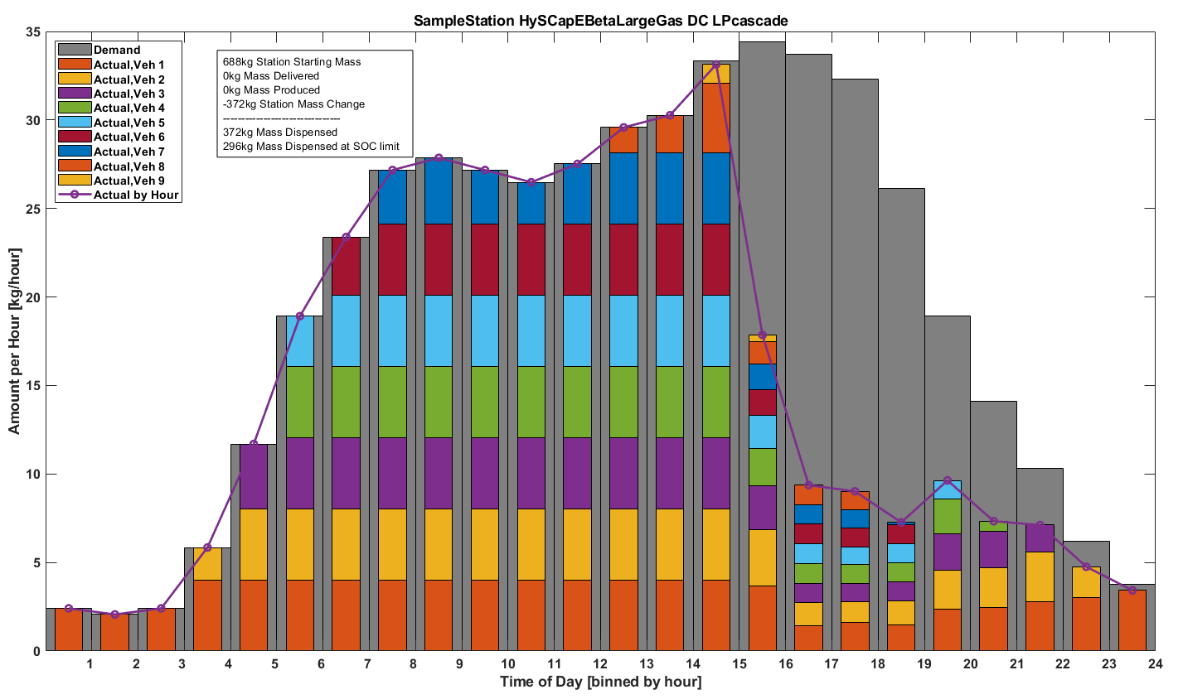 SampleStation HySCapEBetaLargeGas DC LPcascade
35
30
25
20
15
10
5
0
Amount per Hour [kg/hour]
Demand
Actual,Veh 1
Actual,Veh 2
Actual,Veh 3
Actual,Veh 4
Actual,Veh 5
Actual,Veh 6
Actual,Veh 7
Actual,Veh 8
Actual,Veh 9
Actual by Hour
688kg Station Starting Mass
0kg Mass Delivered
0kg Mass Produced
-372kg Station Mass Change
--------------------------------
372kg Mass Dispensed
296kg Mass Dispensed at SOC limit
1 2 3 4 5 6 7 8 9 10 11 12 13 14 15 16 17 18 19 20 21 22 23 24
Time of Day [binned by hour]